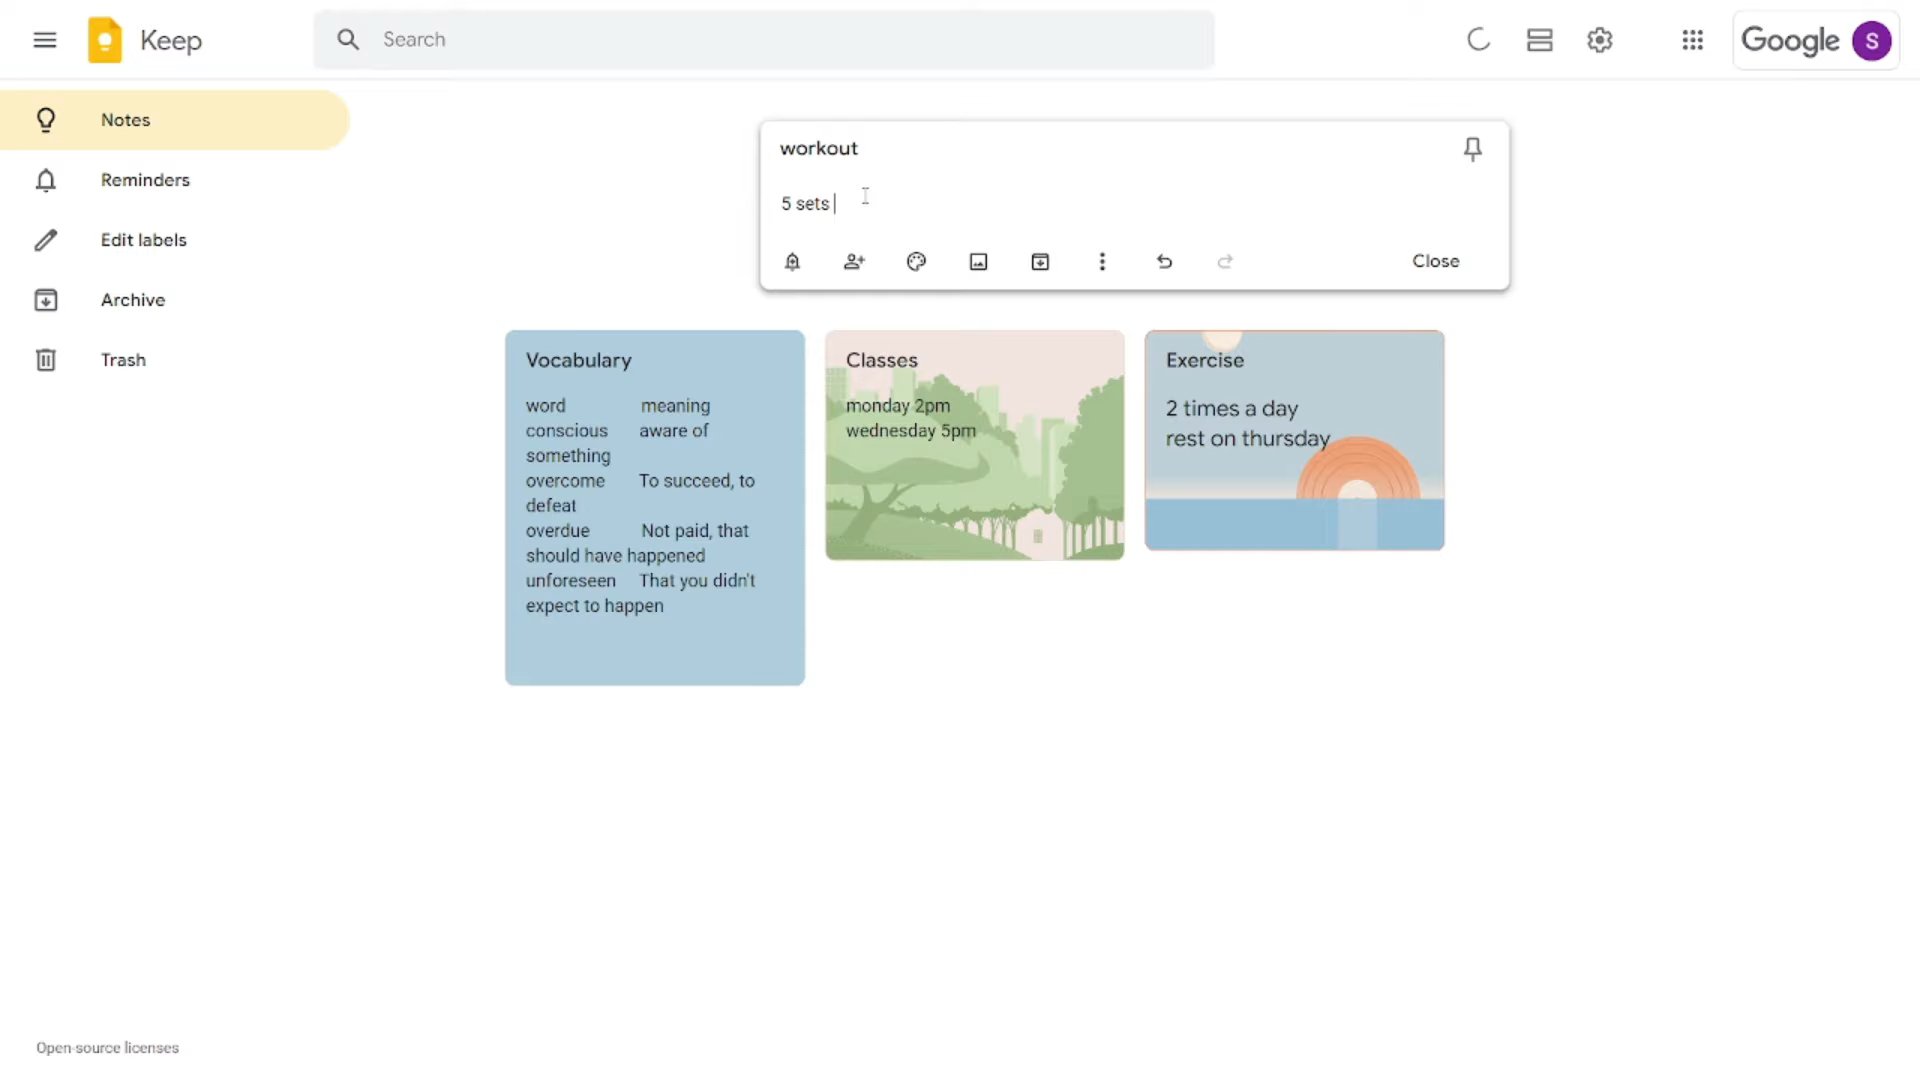 Keep
Search
Google
S
Notes
Reminders
Edit labels
Archive
Trash
workout
5 sets
Close
Vocabulary
word meaning
conscious aware of
something
overcome To succeed, to
defeat
overdue Not paid, that
should have happened
unforeseen That you didn't
expect to happen
Classes
monday 2pm
wednesday 5pm
Exercise
2 times a day
rest on thursday
Open-source licenses